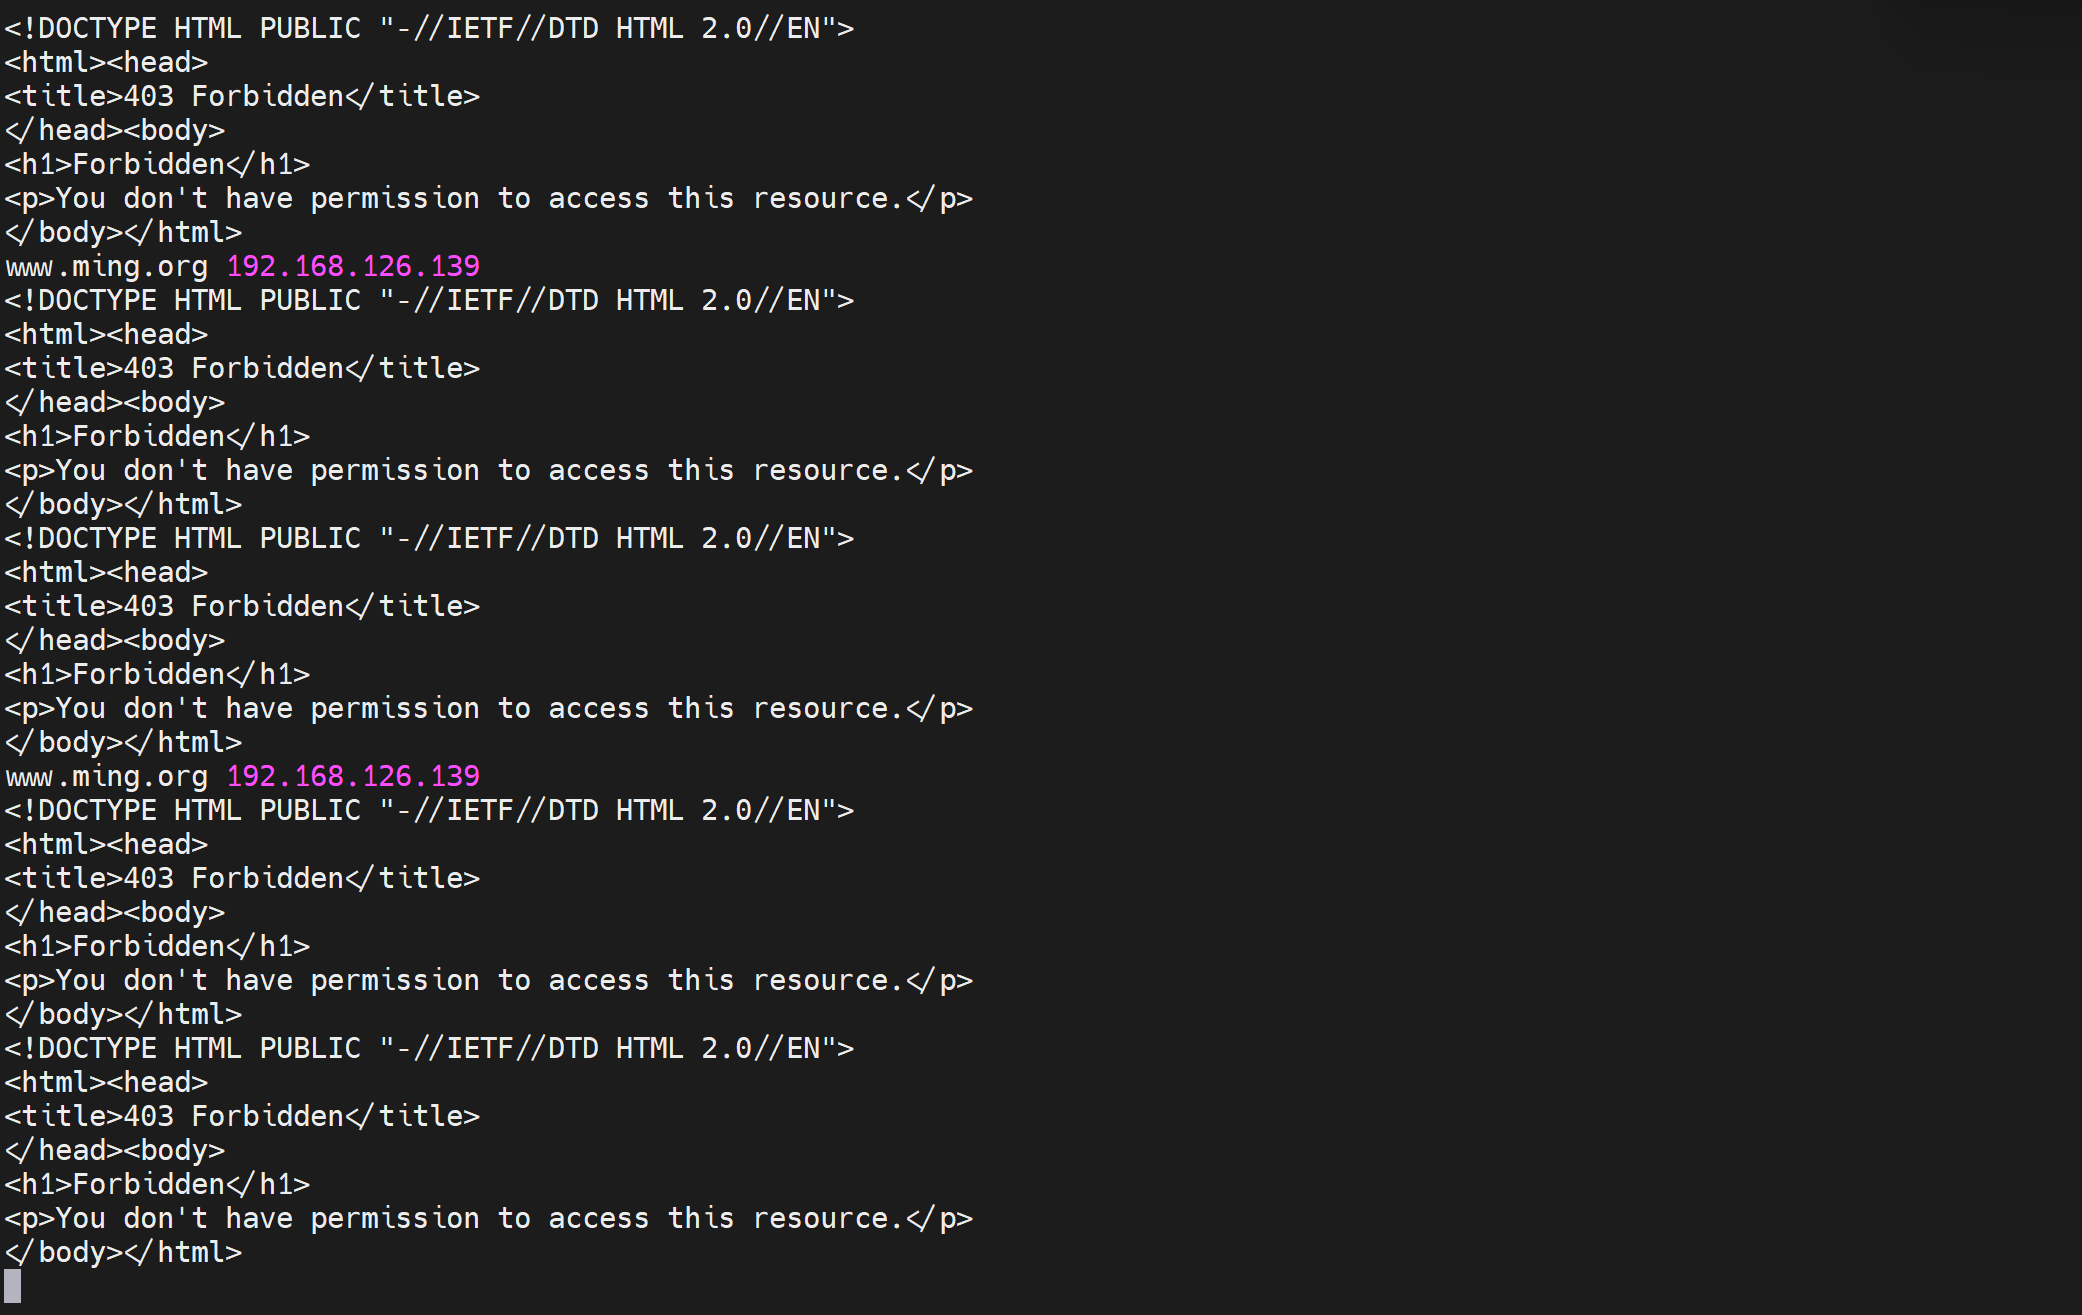 <!DOCTYPE HTML PUBLIC "-//IETF//DTD HTML 2.0//EN">
<html><head>
<title>403 Forbidden</title>
</head><body>
<h1>Forbidden</h1>
<p>You don't have permission to access this resource.</p>
</body></html>
www.ming.org 192.168.126.139
<!DOCTYPE HTML PUBLIC "-//IETF//DTD HTML 2.0//EN">
<html><head>
<title>403 Forbidden</title>
</head><body>
<h1>Forbidden</h1>
<p>You don't have permission to access this resource.</p>
</body></html>
<!DOCTYPE HTML PUBLIC "-//IETF//DTD HTML 2.0//EN">
<html><head>
<title>403 Forbidden</title>
</head><body>
<h1>Forbidden</h1>
<p>You don't have permission to access this resource.</p>
</body></html>
www.ming.org 192.168.126.139
<!DOCTYPE HTML PUBLIC "-//IETF//DTD HTML 2.0//EN">
<html><head>
<title>403 Forbidden</title>
</head><body>
<h1>Forbidden</h1>
<p>You don't have permission to access this resource.</p>
</body></html>
<!DOCTYPE HTML PUBLIC "-//IETF//DTD HTML 2.0//EN">
<html><head>
<title>403 Forbidden</title>
</head><body>
<h1>Forbidden</h1>
<p>You don't have permission to access this resource.</p>
</body></html>